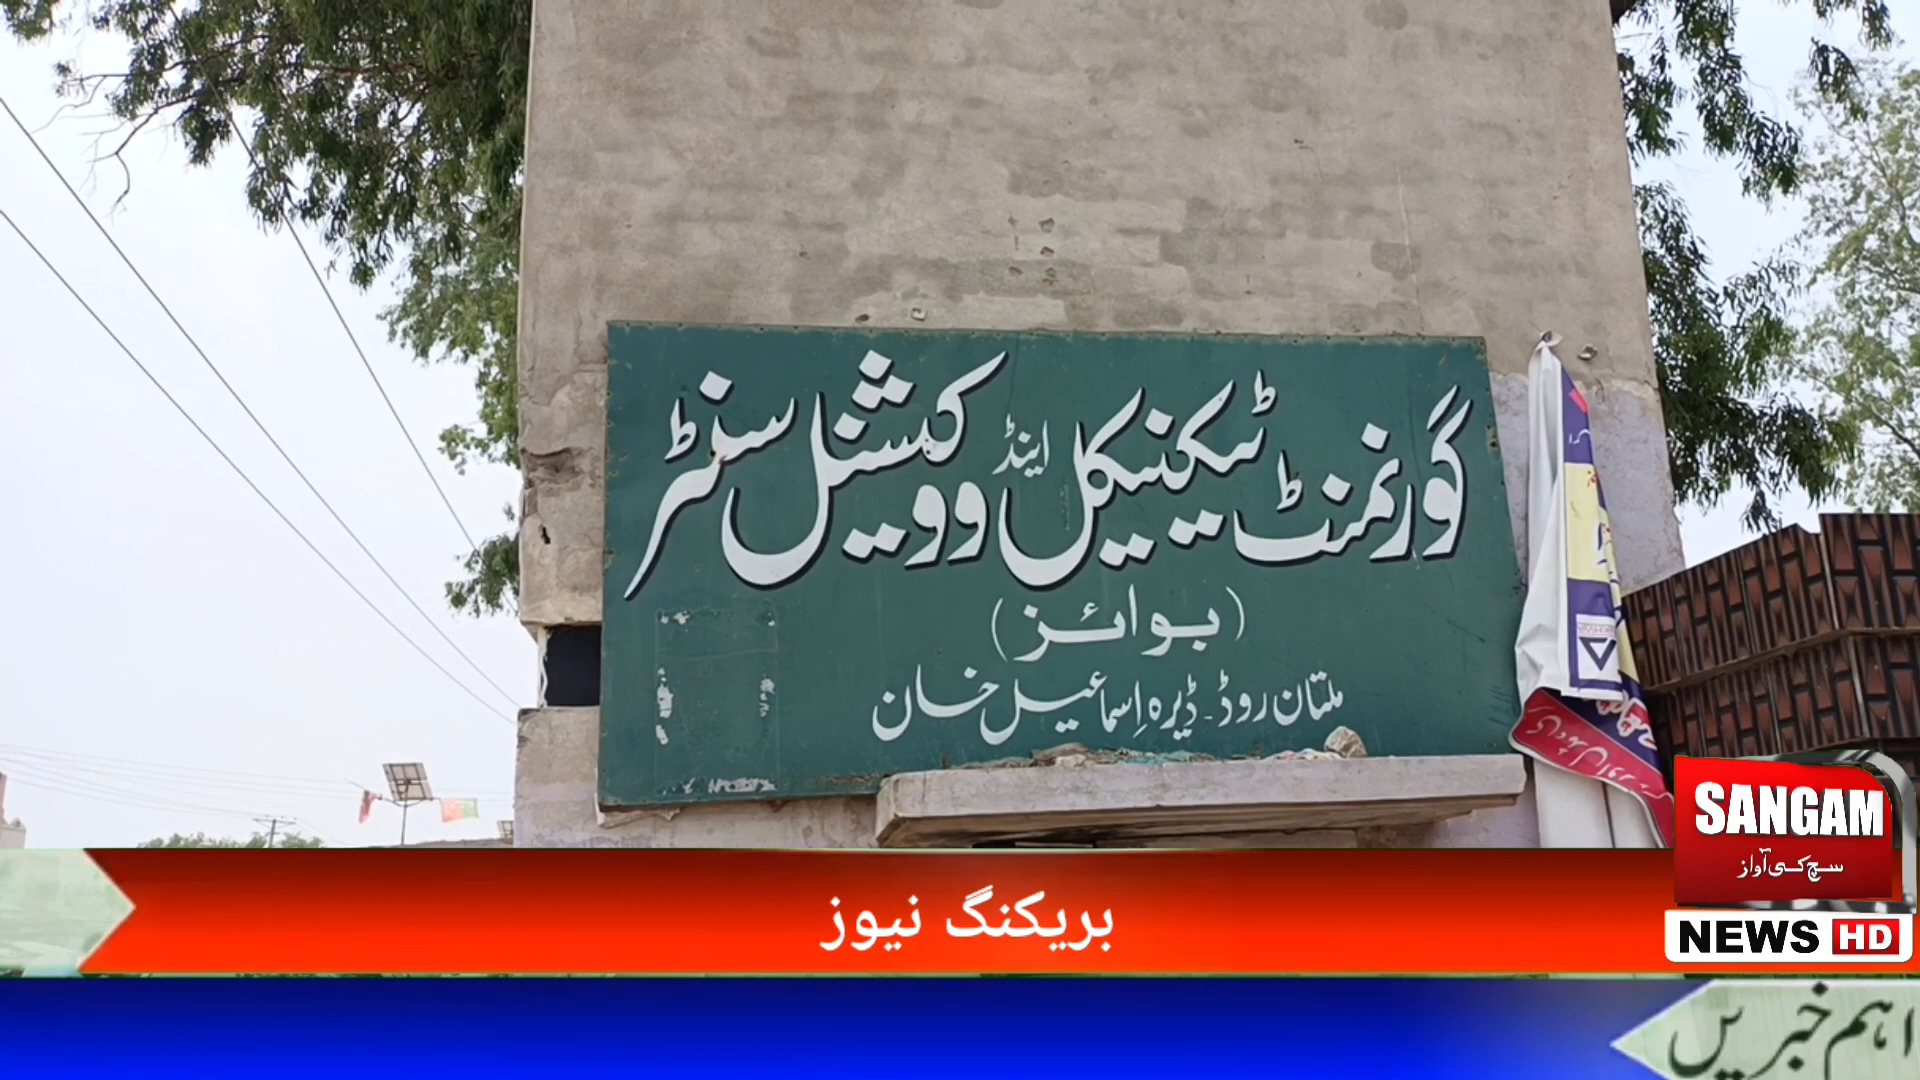 گورنمنٹ ٹیکنیکل اینڈ ووکیشنل سنٹر
(بوائز)
ملتان روڈ۔ ڈیرہ اِسماعیل خان
SANGAM
سچ کی آواز
NEWS HD
بریکنگ نیوز
اہم خبریں